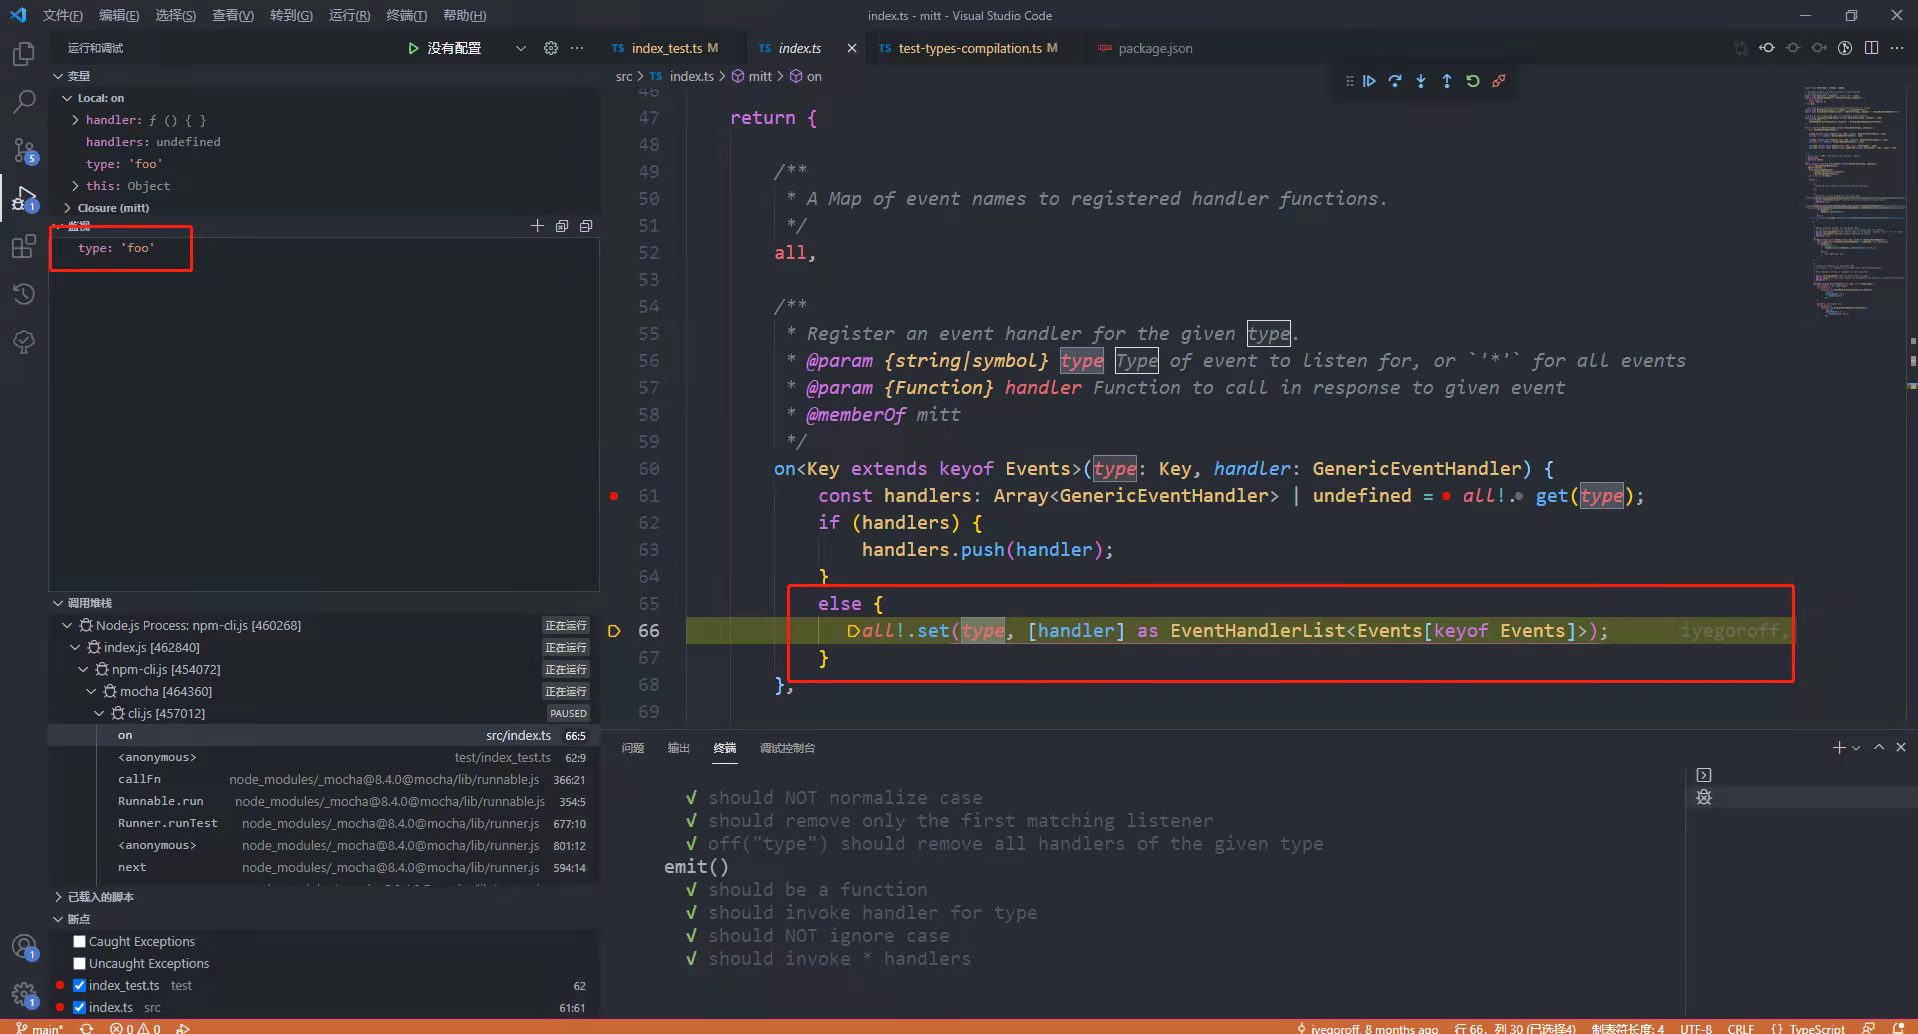 文件(F) 编辑(E) 选择(S) 查看(V) 转到(G) 运行(R) 终端(T) 帮助(H)
index.ts - mitt - Visual Studio Code
运行和调试
没有配置
TS index_test.ts M
TS index.ts
TS test-types-compilation.ts M
package.json
src > TS index.ts > mitt > on
变量
Local: on
handler: ƒ () { }
handlers: undefined
type: 'foo'
this: Object
Closure (mitt)
监视
type: 'foo'
调用堆栈
Node.js Process: npm-cli.js [460268] 正在运行
index.js [462840] 正在运行
npm-cli.js [454072] 正在运行
mocha [464360] 正在运行
cli.js [457012] PAUSED
on src/index.ts 66:5
<anonymous> test/index_test.ts 62:9
callFn node_modules/_mocha@8.4.0@mocha/lib/runnable.js 366:21
Runnable.run node_modules/_mocha@8.4.0@mocha/lib/runnable.js 354:5
Runner.runTest node_modules/_mocha@8.4.0@mocha/lib/runner.js 677:10
<anonymous> node_modules/_mocha@8.4.0@mocha/lib/runner.js 801:12
next node_modules/_mocha@8.4.0@mocha/lib/runner.js 594:14
已载入的脚本
断点
Caught Exceptions
Uncaught Exceptions
index_test.ts test 62
index.ts src 61:61
5
1
1
1
46
47 return {
48
49 /**
50 * A Map of event names to registered handler functions.
51 */
52 all,
53
54 /**
55 * Register an event handler for the given type.
56 * @param {string|symbol} type Type of event to listen for, or `'*'` for all events
57 * @param {Function} handler Function to call in response to given event
58 * @memberOf mitt
59 */
60 on<Key extends keyof Events>(type: Key, handler: GenericEventHandler) {
61 const handlers: Array<GenericEventHandler> | undefined = all!.get(type);
62 if (handlers) {
63 handlers.push(handler);
64 }
65 else {
66 all!.set(type, [handler] as EventHandlerList<Events[keyof Events]>); iyegoroff,
67 }
68 },
69
问题 输出 终端 调试控制台
√ should NOT normalize case
√ should remove only the first matching listener
√ off("type") should remove all handlers of the given type
emit()
√ should be a function
√ should invoke handler for type
√ should NOT ignore case
√ should invoke * handlers
main* 0 0
iyegoroff, 8 months ago 行 66, 列 30 (已选择4) 制表符长度: 4 UTF-8 CRLF {} TypeScript